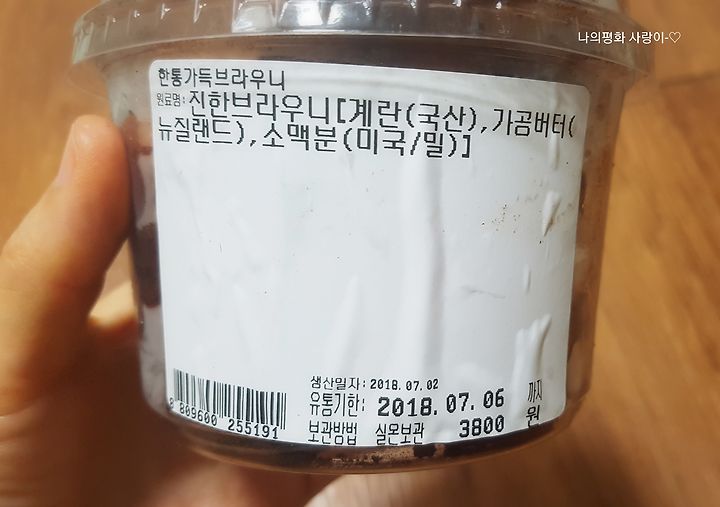 나의평화 사랑이-♡
한통가득브라우니
원료명:진한브라우니[계란(국산),가공버터(
뉴질랜드),소맥분(미국/밀)]
생산일자:2018.07.02
유통기한: 2018.07.06 까지
보관방법 실온보관 3800 원
8 809600 255191